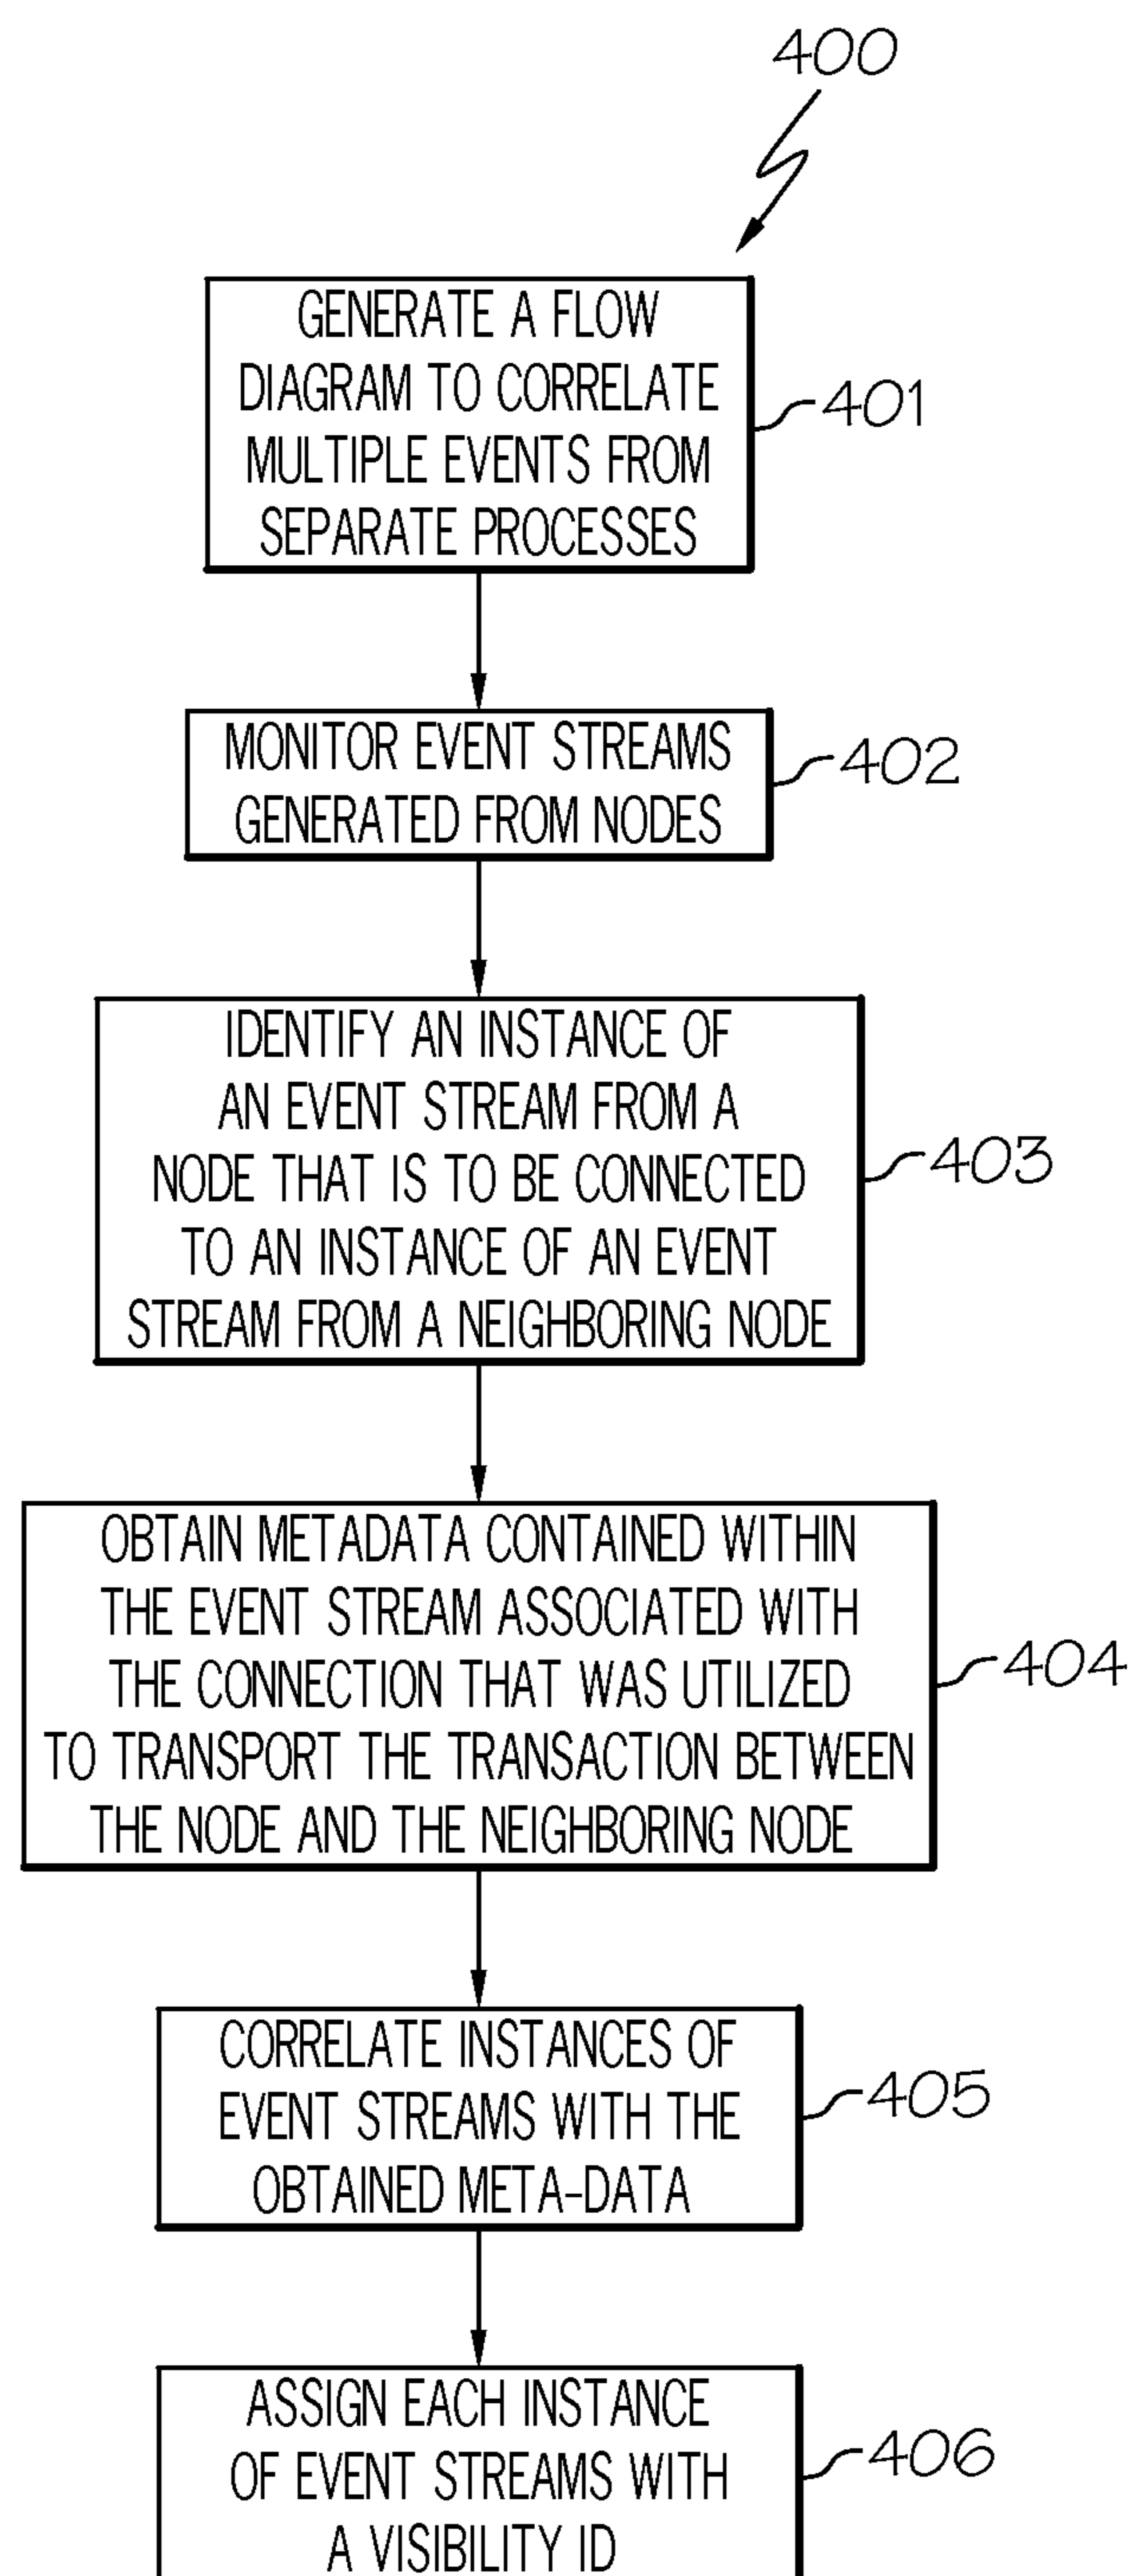 400
GENERATE A FLOW
DIAGRAM TO CORRELATE
MULTIPLE EVENTS FROM
SEPARATE PROCESSES
401
MONITOR EVENT STREAMS
GENERATED FROM NODES
402
IDENTIFY AN INSTANCE OF
AN EVENT STREAM FROM A
NODE THAT IS TO BE CONNECTED
TO AN INSTANCE OF AN EVENT
STREAM FROM A NEIGHBORING NODE
403
OBTAIN METADATA CONTAINED WITHIN
THE EVENT STREAM ASSOCIATED WITH
THE CONNECTION THAT WAS UTILIZED
TO TRANSPORT THE TRANSACTION BETWEEN
THE NODE AND THE NEIGHBORING NODE
404
CORRELATE INSTANCES OF
EVENT STREAMS WITH THE
OBTAINED META-DATA
405
ASSIGN EACH INSTANCE
OF EVENT STREAMS WITH
A VISIBILITY ID
406